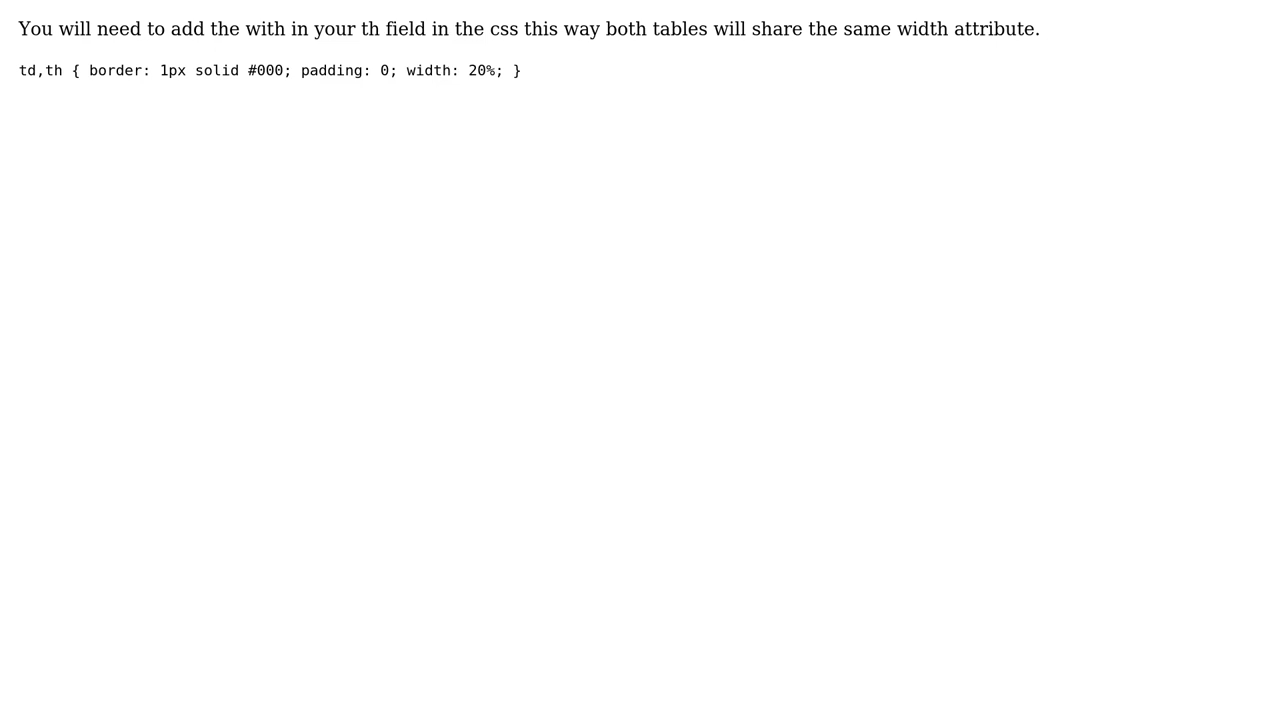 You will need to add the with in your th field in the css this way both tables will share the same width attribute.
td,th { border: 1px solid #000; padding: 0; width: 20%; }